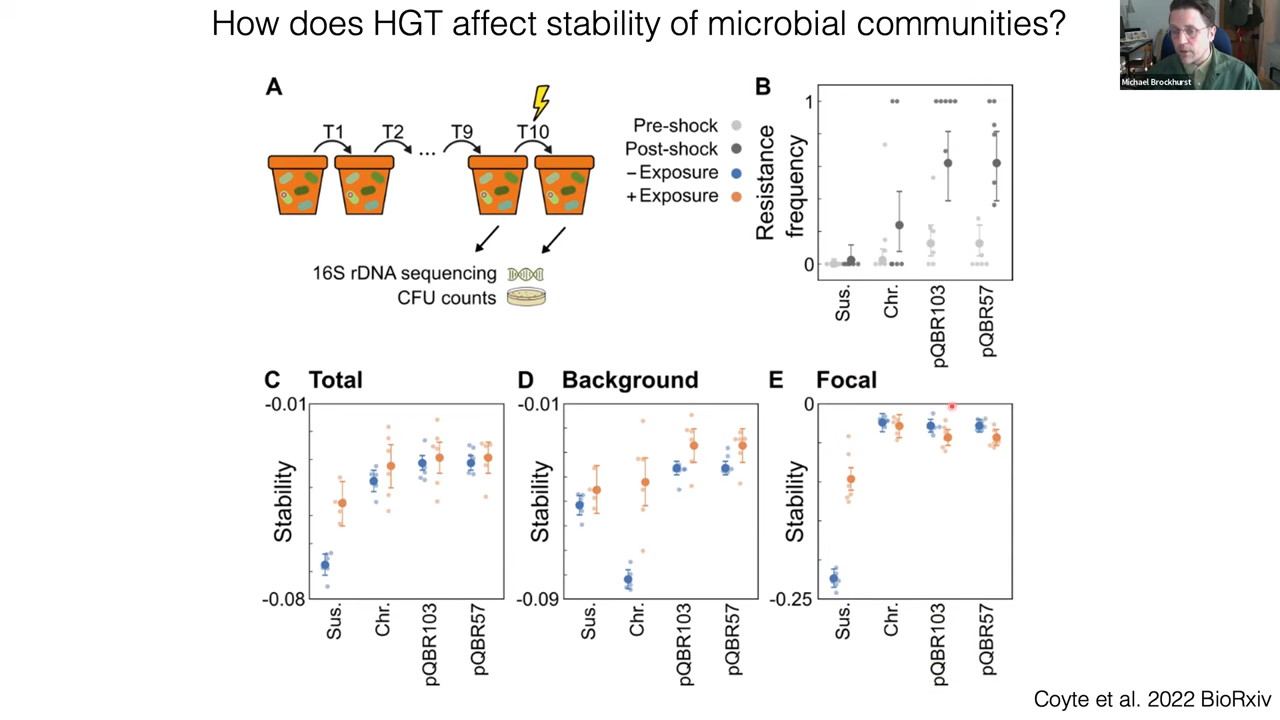 How does HGT affect stability of microbial communities?
Michael Brockhurst
A
T1
T2
...
T9
T10
16S rDNA sequencing
CFU counts
Pre-shock
Post-shock
– Exposure
+ Exposure
B
Resistance
frequency
1
0
Sus.
Chr.
pQBR103
pQBR57
C Total
Stability
-0.01
-0.08
Sus.
Chr.
pQBR103
pQBR57
D Background
Stability
-0.01
-0.09
Sus.
Chr.
pQBR103
pQBR57
E Focal
Stability
0
-0.25
Sus.
Chr.
pQBR103
pQBR57
Coyte et al. 2022 BioRxiv